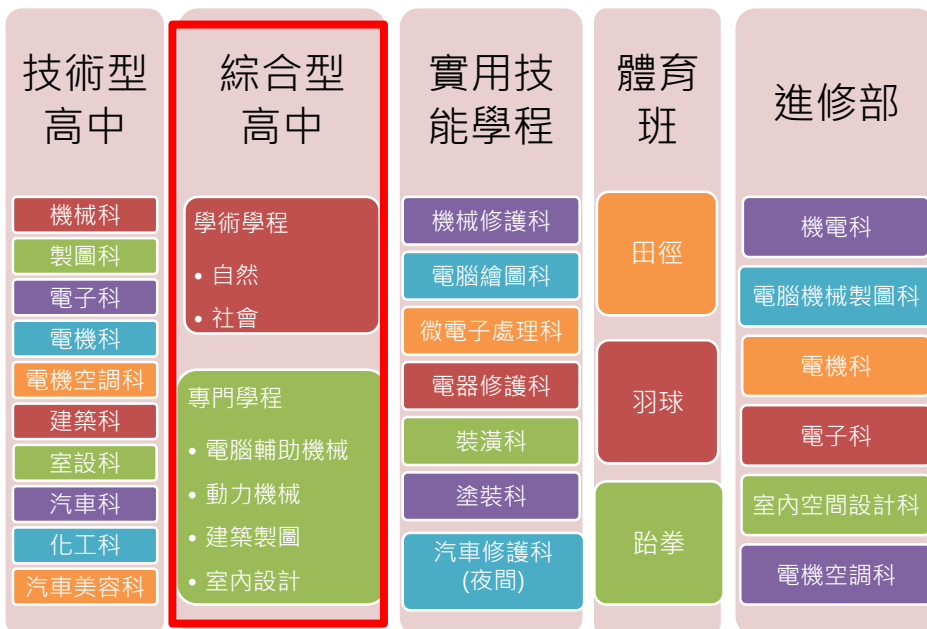 技術型
高中
機械科
製圖科
電子科
電機科
電機空調科
建築科
室設科
汽車科
化工科
汽車美容科
綜合型
高中
學術學程
• 自然
• 社會
專門學程
• 電腦輔助機械
• 動力機械
• 建築製圖
• 室內設計
實用技
能學程
機械修護科
電腦繪圖科
微電子處理科
電器修護科
裝潢科
塗裝科
汽車修護科
(夜間)
體育
班
田徑
羽球
跆拳
進修部
機電科
電腦機械製圖科
電機科
電子科
室內空間設計科
電機空調科